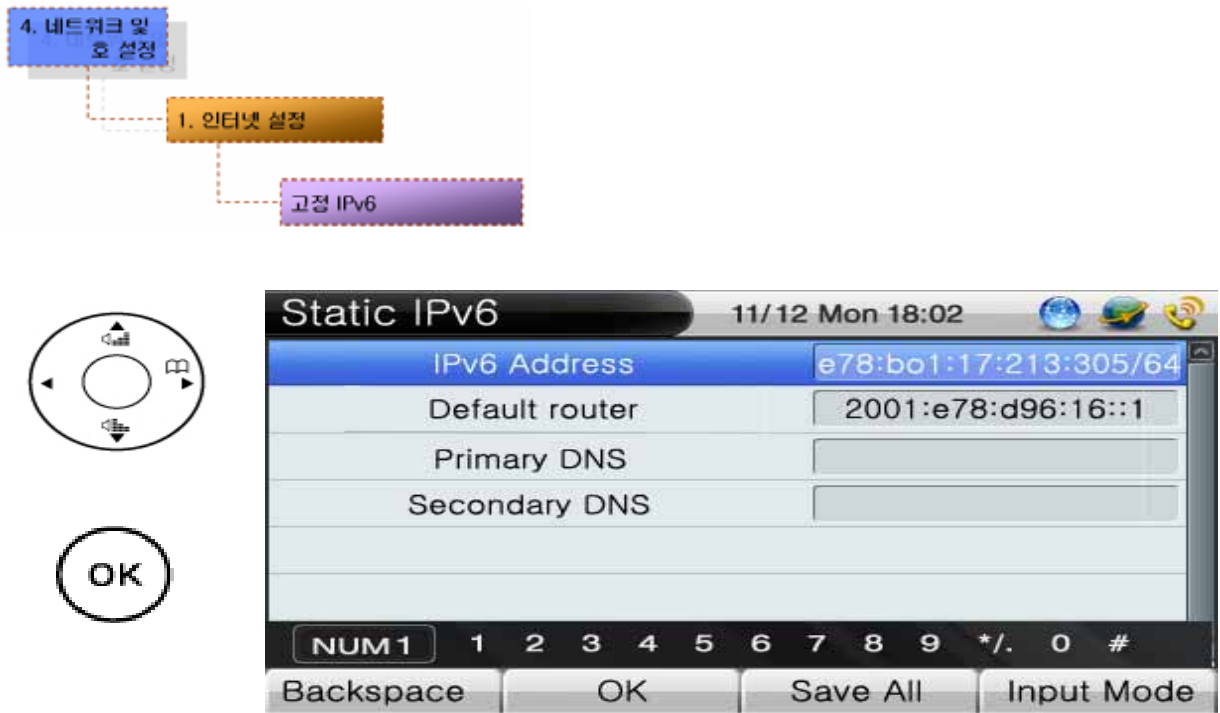 4. 네트워크 및
호 설정
1. 인터넷 설정
고정 IPv6
Static IPv6 11/12 Mon 18:02
IPv6 Address e78:bo1:17:213:305/64
Default router 2001:e78:d96:16::1
Primary DNS
Secondary DNS
OK
NUM1 1 2 3 4 5 6 7 8 9 */. 0 #
Backspace OK Save All Input Mode